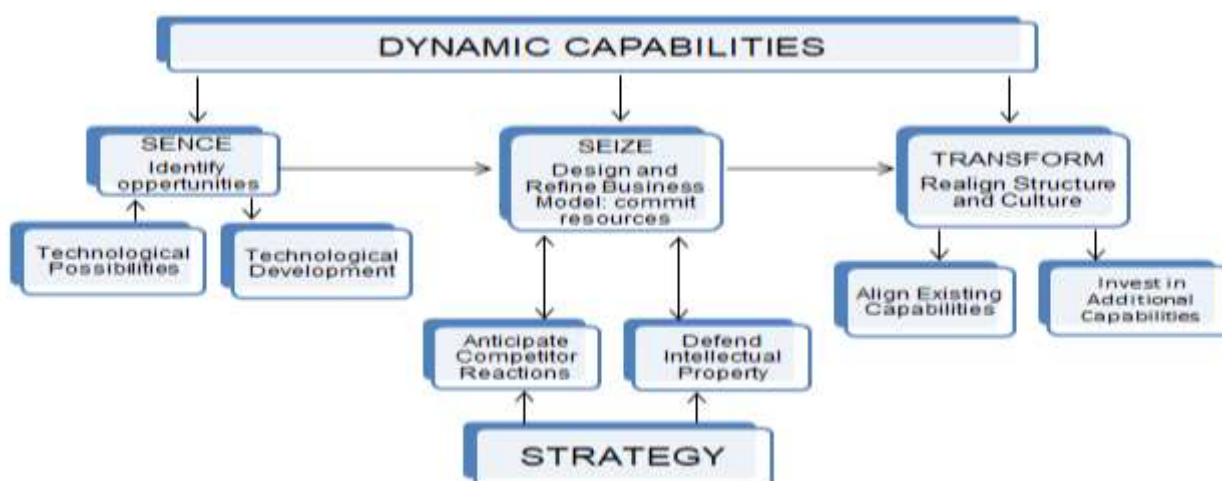 DYNAMIC CAPABILITIES
SENCE
Identify
oppertunities
SEIZE
Design and
Refine Business
Model: commit
resources
TRANSFORM
Realign Structure
and Culture
Technological
Possibilities
Technological
Development
Align Existing
Capabilities
Invest in
Additional
Capabilities
Anticipate
Competitor
Reactions
Defend
Intellectual
Property
STRATEGY